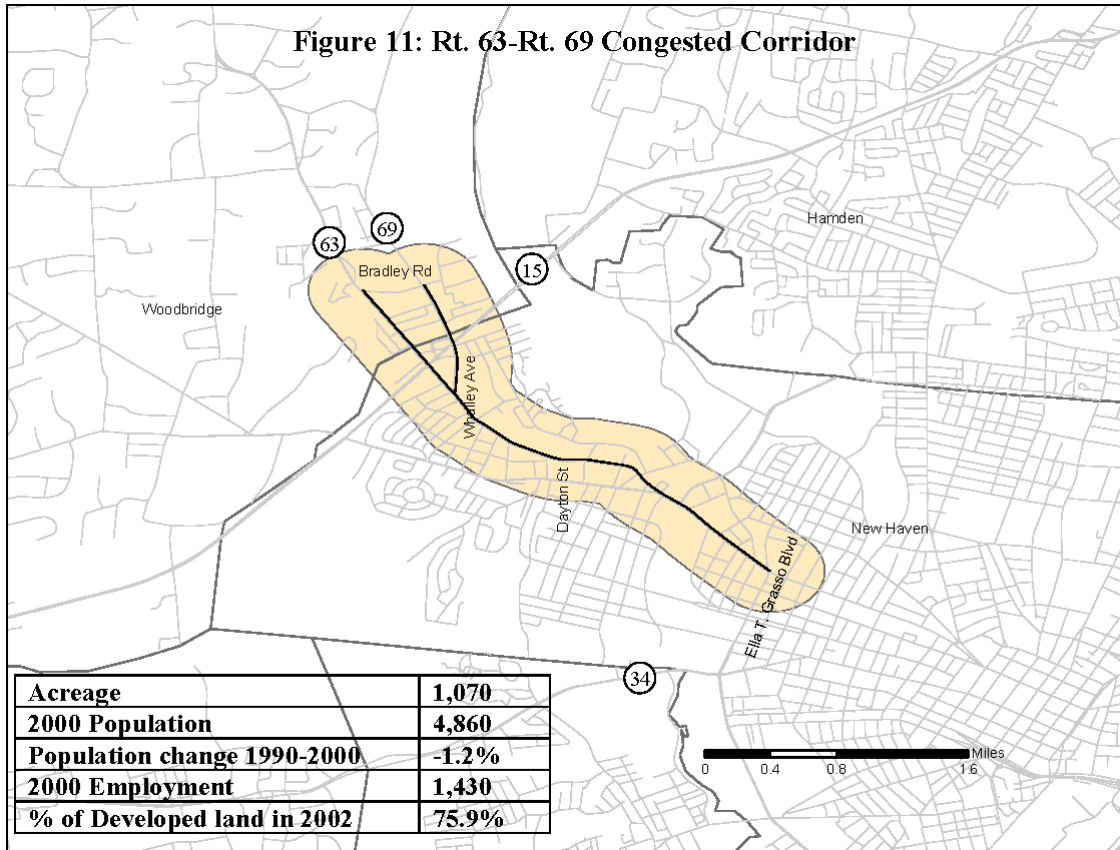 Figure 11: Rt. 63-Rt. 69 Congested Corridor
Hamden
69
63
15
Bradley Rd
Woodbridge
Whalley Ave
Dayton St
New Haven
Ella T. Grasso Blvd
34
Acreage 1,070
2000 Population 4,860
Population change 1990-2000 -1.2%
2000 Employment 1,430
% of Developed land in 2002 75.9%
Miles
0 0.4 0.8 1.6